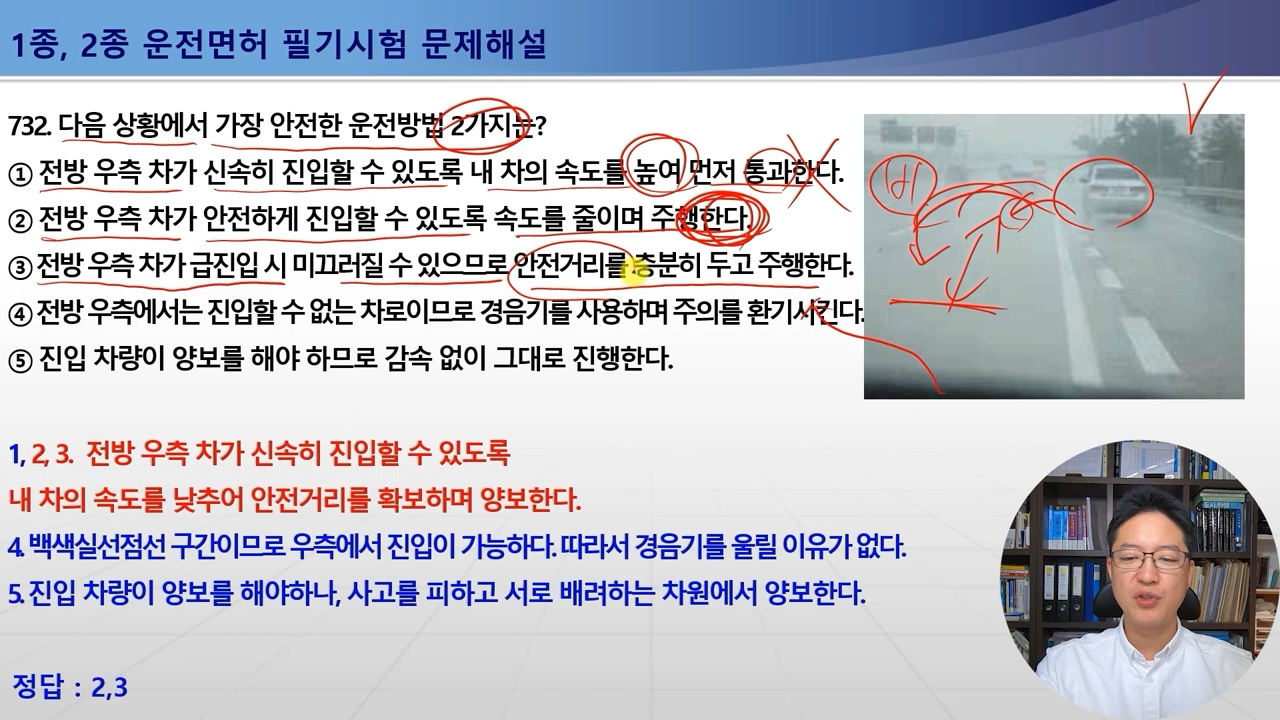 1종, 2종 운전면허 필기시험 문제해설
732. 다음 상황에서 가장 안전한 운전방법 2가지는?
① 전방 우측 차가 신속히 진입할 수 있도록 내 차의 속도를 높여 먼저 통과한다.
② 전방 우측 차가 안전하게 진입할 수 있도록 속도를 줄이며 주행한다.
③ 전방 우측 차가 급진입 시 미끄러질 수 있으므로 안전거리를 충분히 두고 주행한다.
④ 전방 우측에서는 진입할 수 없는 차로이므로 경음기를 사용하며 주의를 환기시킨다.
⑤ 진입 차량이 양보를 해야 하므로 감속 없이 그대로 진행한다.
비
1, 2, 3. 전방 우측 차가 신속히 진입할 수 있도록
내 차의 속도를 낮추어 안전거리를 확보하며 양보한다.
4. 백색실선점선 구간이므로 우측에서 진입이 가능하다. 따라서 경음기를 울릴 이유가 없다.
5. 진입 차량이 양보를 해야하나, 사고를 피하고 서로 배려하는 차원에서 양보한다.
정답 : 2,3